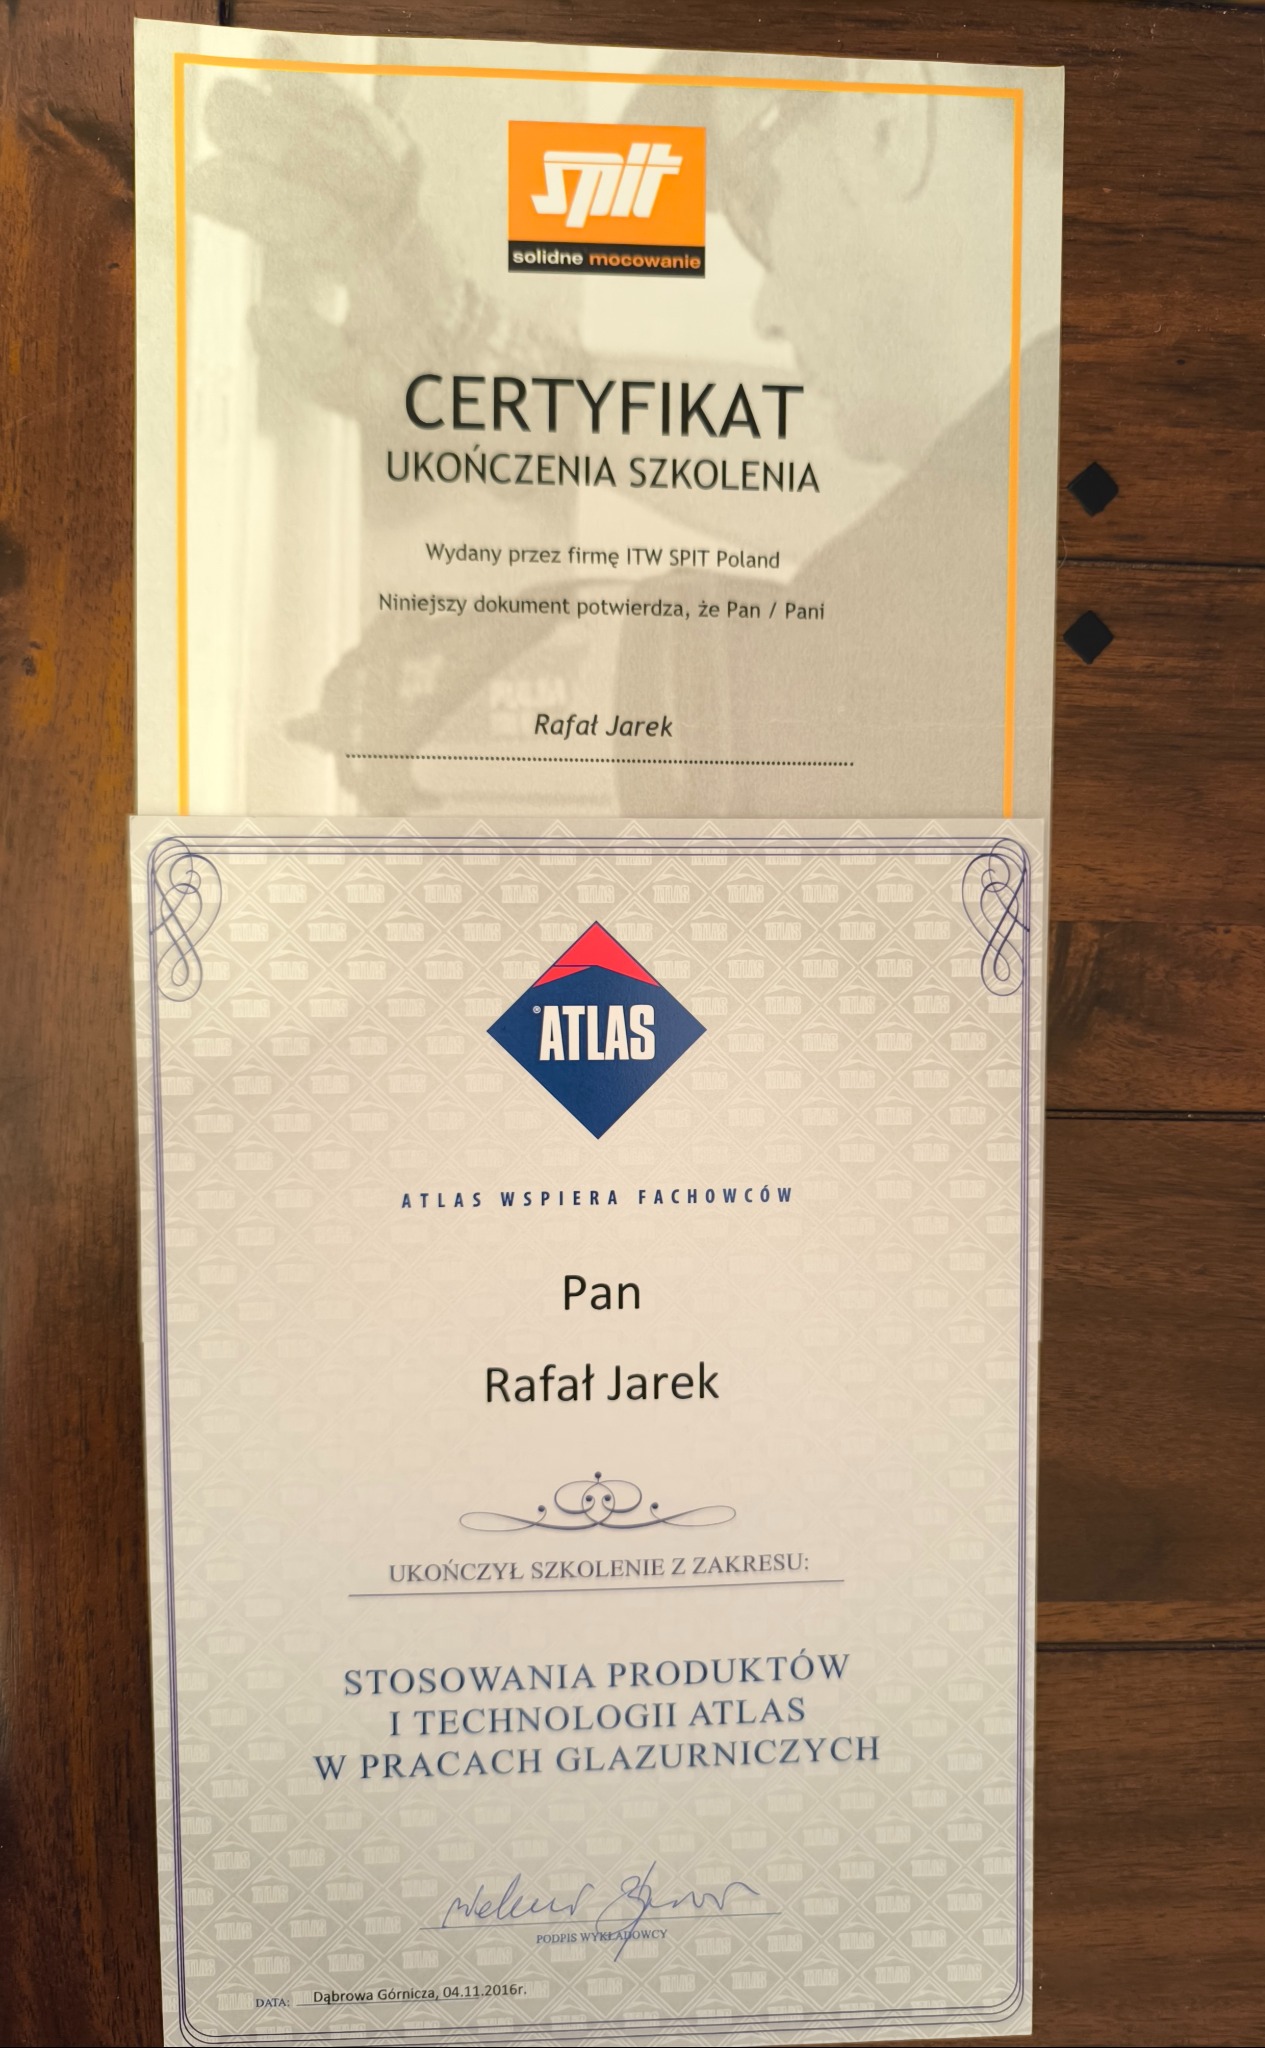 spit
solidne mocowanie
CERTYFIKAT
UKOŃCZENIA SZKOLENIA
Wydany przez firmę ITW SPIT Poland
Niniejszy dokument potwierdza, że Pan / Pani
Rafał Jarek
®ATLAS
ATLAS WSPIERA FACHOWCÓW
Pan
Rafał Jarek
UKOŃCZYŁ SZKOLENIE Z ZAKRESU:
STOSOWANIA PRODUKTÓW
I TECHNOLOGII ATLAS
W PRACACH GLAZURNICZYCH
PODPIS WYKŁADOWCY
DATA: Dąbrowa Górnicza, 04.11.2016r.